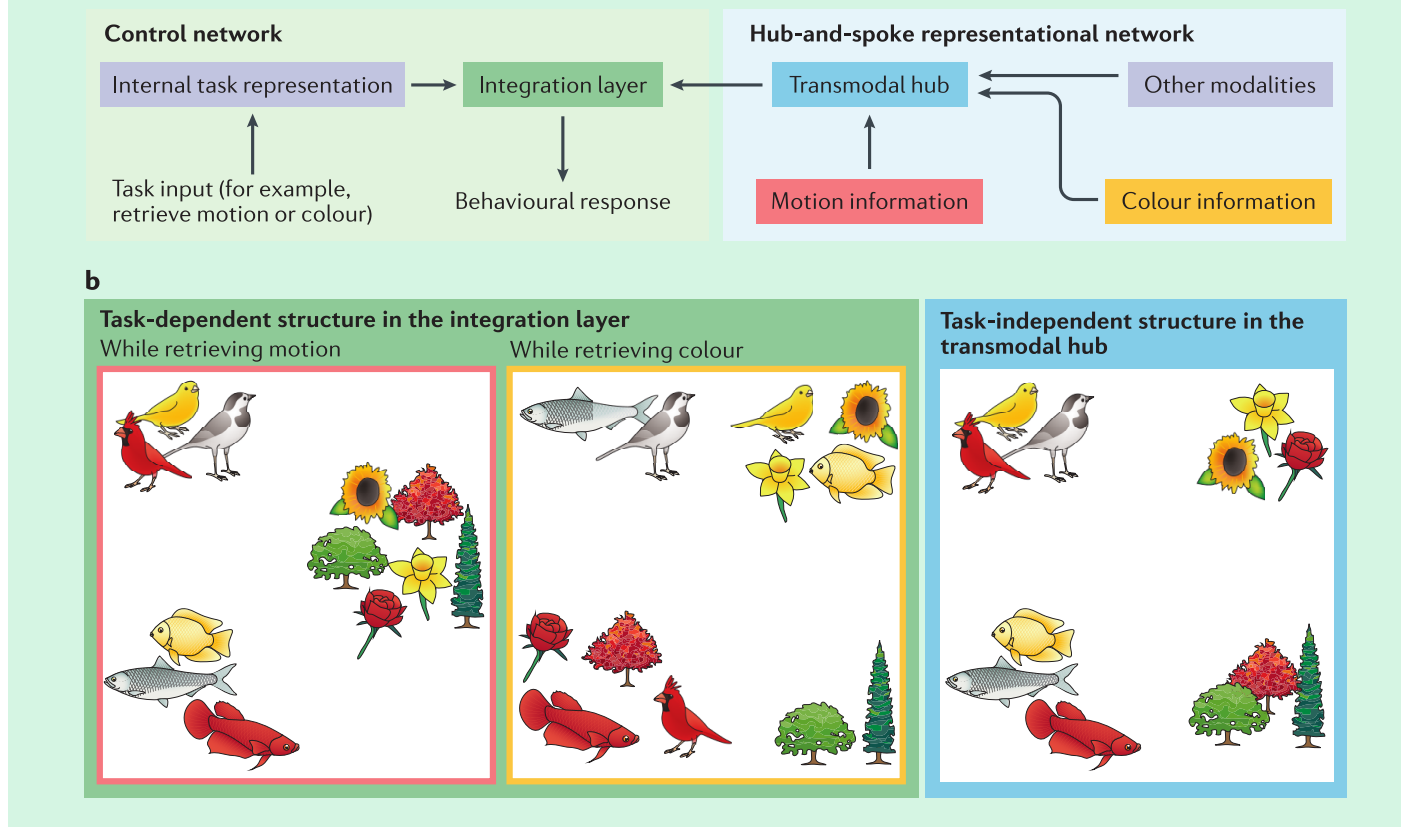 Control network
Hub-and-spoke representational network
Internal task representation
Integration layer
Transmodal hub
Other modalities
Task input (for example,
retrieve motion or colour)
Behavioural response
Motion information
Colour information
b
Task-dependent structure in the integration layer
While retrieving motion
While retrieving colour
Task-independent structure in the
transmodal hub